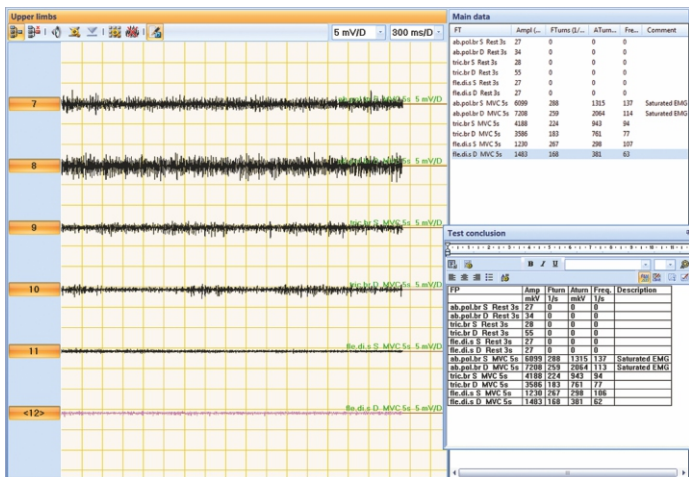 Upper limbs
5 mV/D
300 ms/D
7
ab.pol.br S MVC 5s 5 mV/D
8
5 mV/D
9
tric.br S MVC 5s 5 mV/D
10
tric.br D MVC 5s 5 mV/D
11
fle.di.s S MVC 5s 5 mV/D
<12>
fle.di.s D MVC 5s 5 mV/D
Main data
FT Ampl (... FTurns (1/... ATurn... Fre... Comment
ab.pol.br S Rest 3s 27 0 0 0
ab.pol.br D Rest 3s 34 0 0 0
tric.br S Rest 3s 28 0 0 0
tric.br D Rest 3s 55 0 0 0
fle.di.s S Rest 3s 27 0 0 0
fle.di.s D Rest 3s 27 0 0 0
ab.pol.br S MVC 5s 6099 288 1315 137 Saturated EMG
ab.pol.br D MVC 5s 7208 259 2064 114 Saturated EMG
tric.br S MVC 5s 4188 224 943 94
tric.br D MVC 5s 3586 183 761 77
fle.di.s S MVC 5s 1230 267 298 107
fle.di.s D MVC 5s 1483 168 381 63
Test conclusion
B I U
FP Amp Fturn Aturn Freq. Description
mkV 1/s mkV 1/s
ab.pol.br S Rest 3s 27 0 0 0
ab.pol.br D Rest 3s 34 0 0 0
tric.br S Rest 3s 28 0 0 0
tric.br D Rest 3s 55 0 0 0
fle.di.s S Rest 3s 27 0 0 0
fle.di.s D Rest 3s 27 0 0 0
ab.pol.br S MVC 5s 6099 288 1315 137 Saturated EMG
ab.pol.br D MVC 5s 7208 259 2064 113 Saturated EMG
tric.br S MVC 5s 4188 224 943 94
tric.br D MVC 5s 3586 183 761 77
fle.di.s S MVC 5s 1230 267 298 106
fle.di.s D MVC 5s 1483 168 381 62